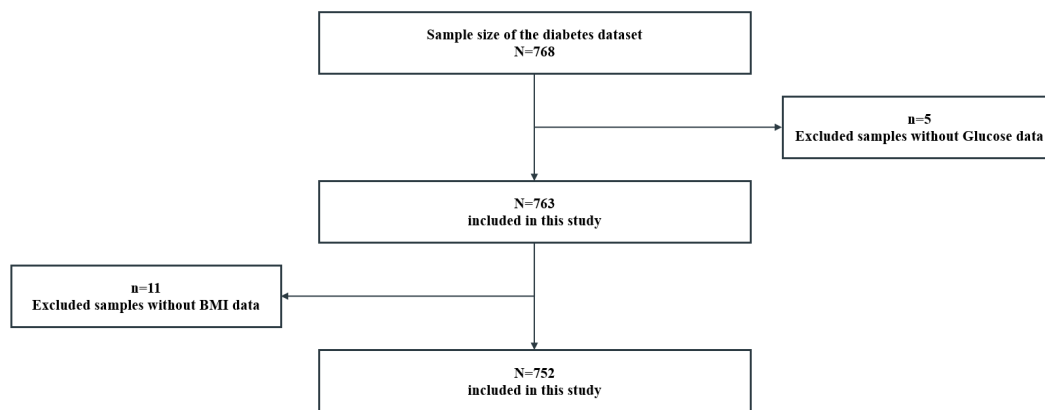 Sample size of the diabetes dataset
N=768
n=5
Excluded samples without Glucose data
N=763
included in this study
n=11
Excluded samples without BMI data
N=752
included in this study